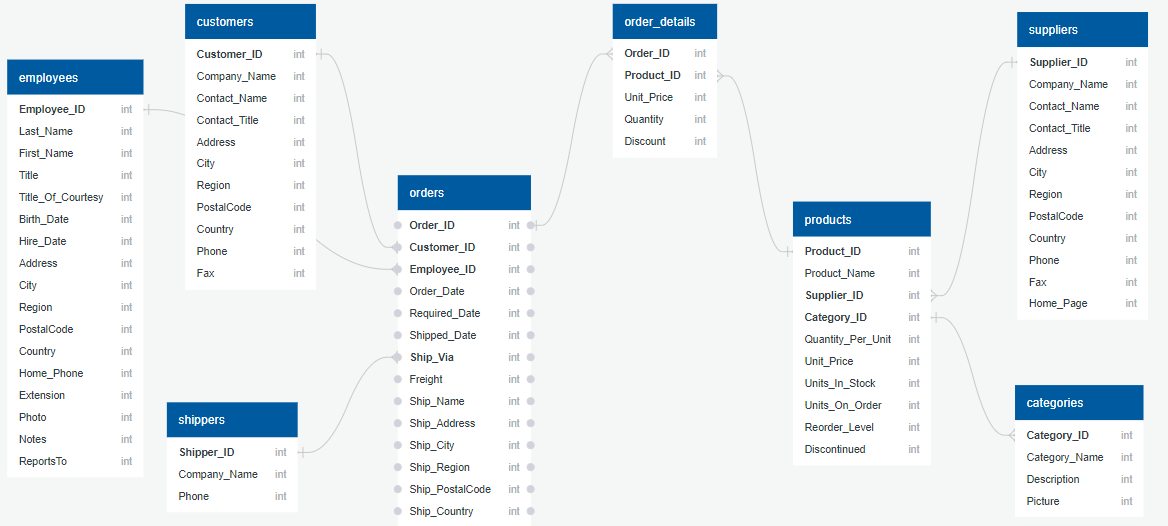 employees
Employee_ID int
Last_Name int
First_Name int
Title int
Title_Of_Courtesy int
Birth_Date int
Hire_Date int
Address int
City int
Region int
PostalCode int
Country int
Home_Phone int
Extension int
Photo int
Notes int
ReportsTo int
customers
Customer_ID int
Company_Name int
Contact_Name int
Contact_Title int
Address int
City int
Region int
PostalCode int
Country int
Phone int
Fax int
shippers
Shipper_ID int
Company_Name int
Phone int
orders
Order_ID int
Customer_ID int
Employee_ID int
Order_Date int
Required_Date int
Shipped_Date int
Ship_Via int
Freight int
Ship_Name int
Ship_Address int
Ship_City int
Ship_Region int
Ship_PostalCode int
Ship_Country int
order_details
Order_ID int
Product_ID int
Unit_Price int
Quantity int
Discount int
products
Product_ID int
Product_Name int
Supplier_ID int
Category_ID int
Quantity_Per_Unit int
Unit_Price int
Units_In_Stock int
Units_On_Order int
Reorder_Level int
Discontinued int
suppliers
Supplier_ID int
Company_Name int
Contact_Name int
Contact_Title int
Address int
City int
Region int
PostalCode int
Country int
Phone int
Fax int
Home_Page int
categories
Category_ID int
Category_Name int
Description int
Picture int